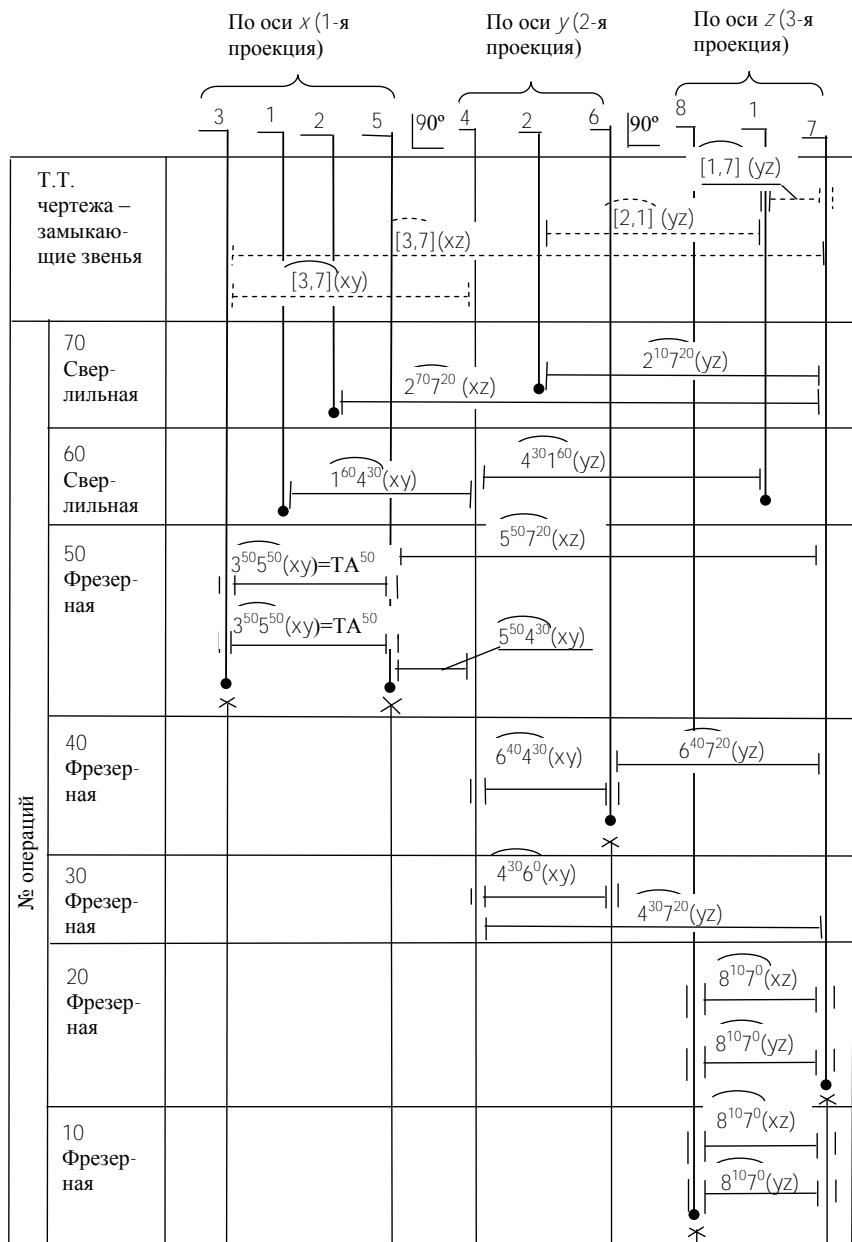 По оси x (1-я
проекция)
По оси y (2-я
проекция)
По оси z (3-я
проекция)
3 1 2 5 90º 4 2 6 90º 8 1 7
Т.Т.
чертежа –
замыкаю-
щие звенья
[1,7] (yz)
[2,1] (yz)
[3,7](xz)
[3,7](xy)
№ операций
70
Свер-
лильная
2¹⁰7²⁰(yz)
2⁷⁰7²⁰ (xz)
60
Свер-
лильная
1⁶⁰4³⁰(xy)
4³⁰1⁶⁰(yz)
50
Фрезер-
ная
5⁵⁰7²⁰(xz)
3⁵⁰5⁵⁰(xy)=TA⁵⁰
3⁵⁰5⁵⁰(xy)=TA⁵⁰
5⁵⁰4³⁰(xy)
40
Фрезер-
ная
6⁴⁰4³⁰(xy)
6⁴⁰7²⁰(yz)
30
Фрезер-
ная
4³⁰6⁰(xy)
4³⁰7²⁰(yz)
20
Фрезер-
ная
8¹⁰7⁰(xz)
8¹⁰7⁰(yz)
10
Фрезер-
ная
8¹⁰7⁰(xz)
8¹⁰7⁰(yz)